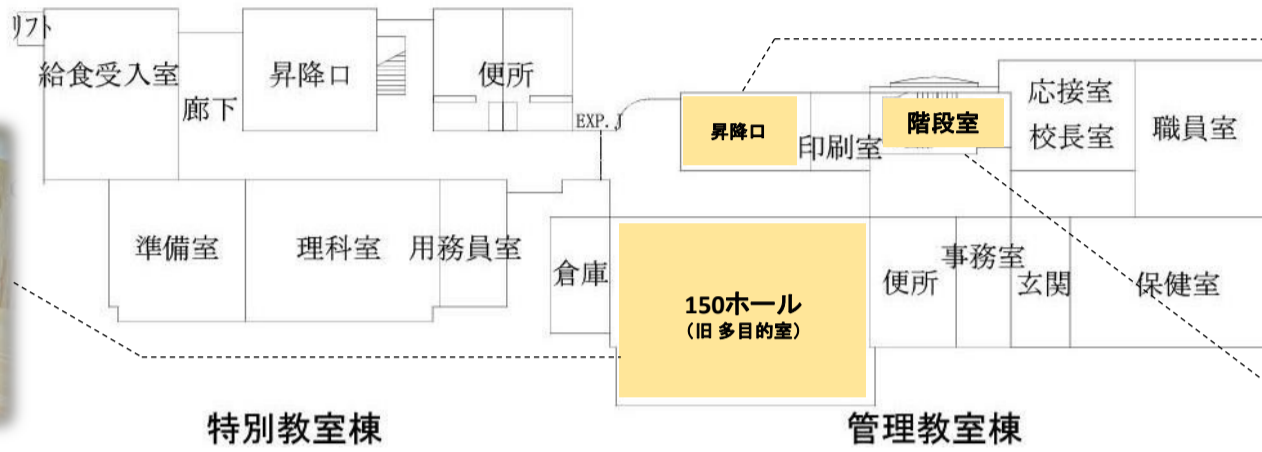 リフト
給食受入室
廊下
昇降口
便所
EXP.J
昇降口
印刷室
階段室
応接室
校長室
職員室
準備室
理科室
用務員室
倉庫
150ホール
（旧 多目的室）
便所
事務室
玄関
保健室
特別教室棟
管理教室棟